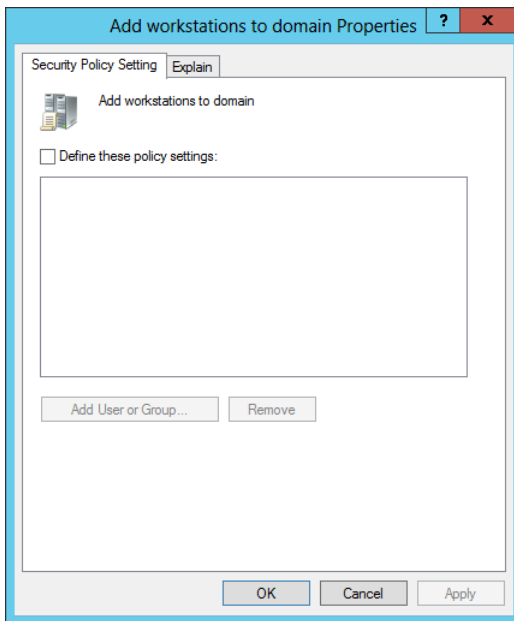 Add workstations to domain Properties
? x
Security Policy Setting Explain
Add workstations to domain
Define these policy settings:
Add User or Group... Remove
OK Cancel Apply